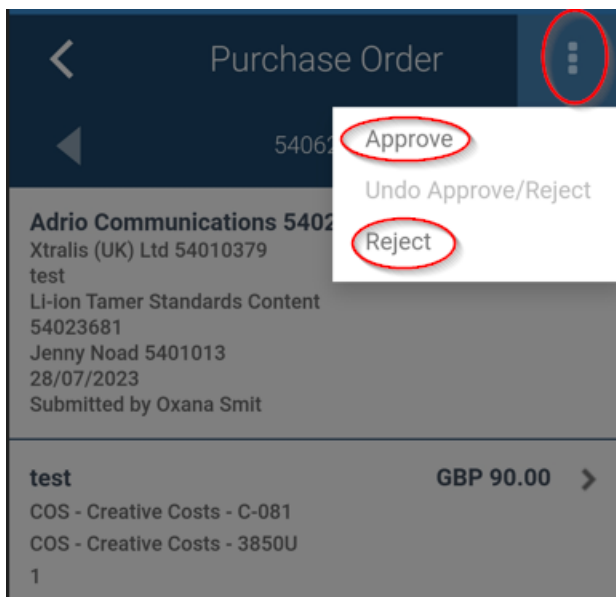 Purchase Order
5406
Approve
Undo Approve/Reject
Reject
Adrio Communications 5402
Xtralis (UK) Ltd 54010379
test
Li-ion Tamer Standards Content
54023681
Jenny Noad 5401013
28/07/2023
Submitted by Oxana Smit
test
GBP 90.00
COS - Creative Costs - C-081
COS - Creative Costs - 3850U
1